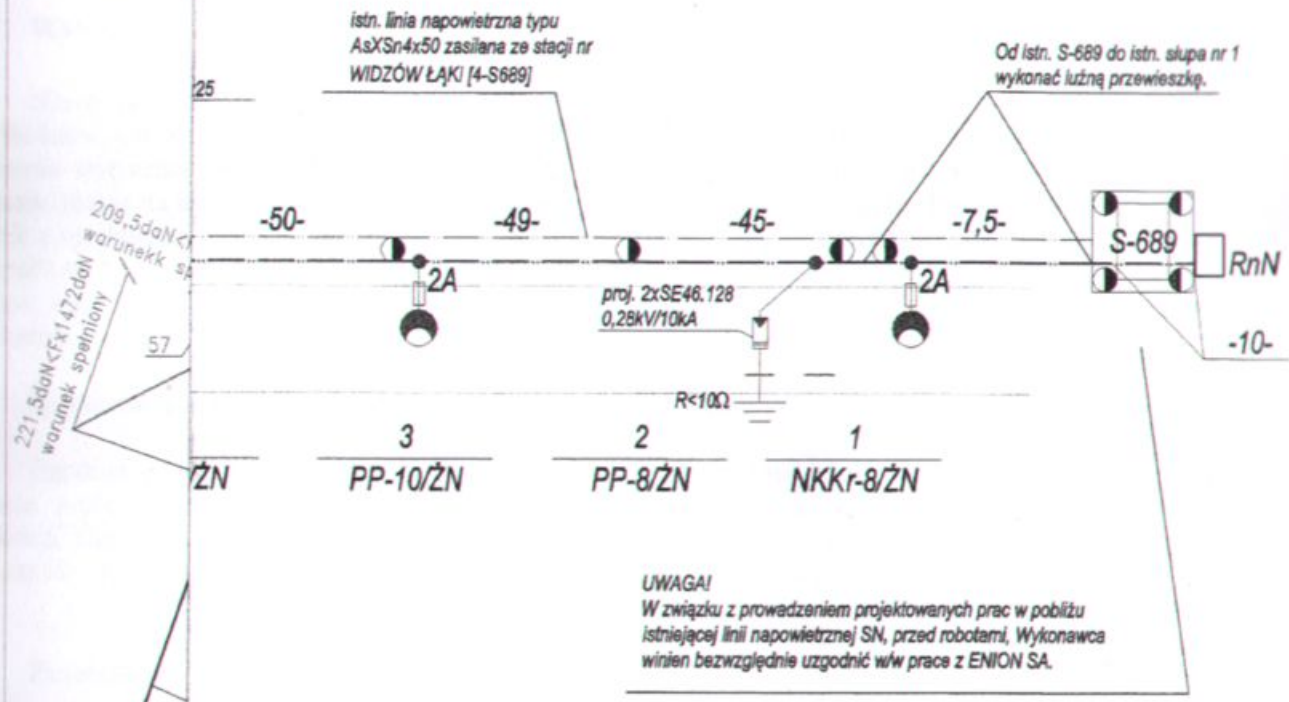 istn. linia napowietrzna typu
AsXSn4x50 zasilana ze stacji nr
WIDZÓW ŁĄKI [4-S689]
Od istn. S-689 do istn. słupa nr 1
wykonać luźną przewieszkę.
25
209,5daN<F
warunekk sp
221,5daN<Fx1472daN
warunek spełniony
57
-50-
-49-
-45-
-7,5-
S-689
RnN
2A
2A
proj. 2xSE46.128
0,28kV/10kA
-10-
R<10Ω
3
2
1
/ŻN
PP-10/ŻN
PP-8/ŻN
NKKr-8/ŻN
UWAGA!
W związku z prowadzeniem projektowanych prac w pobliżu
istniejącej linii napowietrznej SN, przed robotami, Wykonawca
winien bezwzględnie uzgodnić w/w prace z ENION SA.